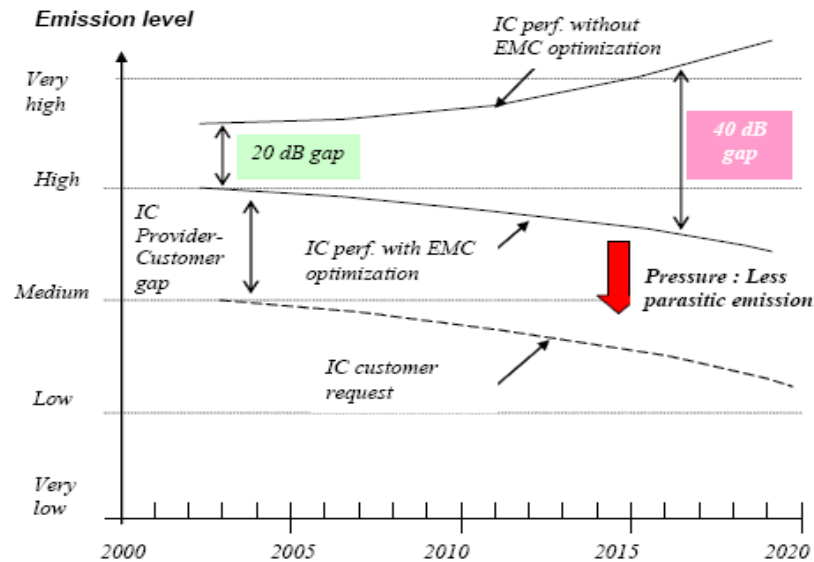 Emission level
IC perf. without
EMC optimization
Very
high
40 dB
gap
20 dB gap
High
IC
Provider-
Customer
gap
IC perf. with EMC
optimization
Pressure : Less
parasitic emission
Medium
IC customer
request
Low
Very
low
2000
2005
2010
2015
2020